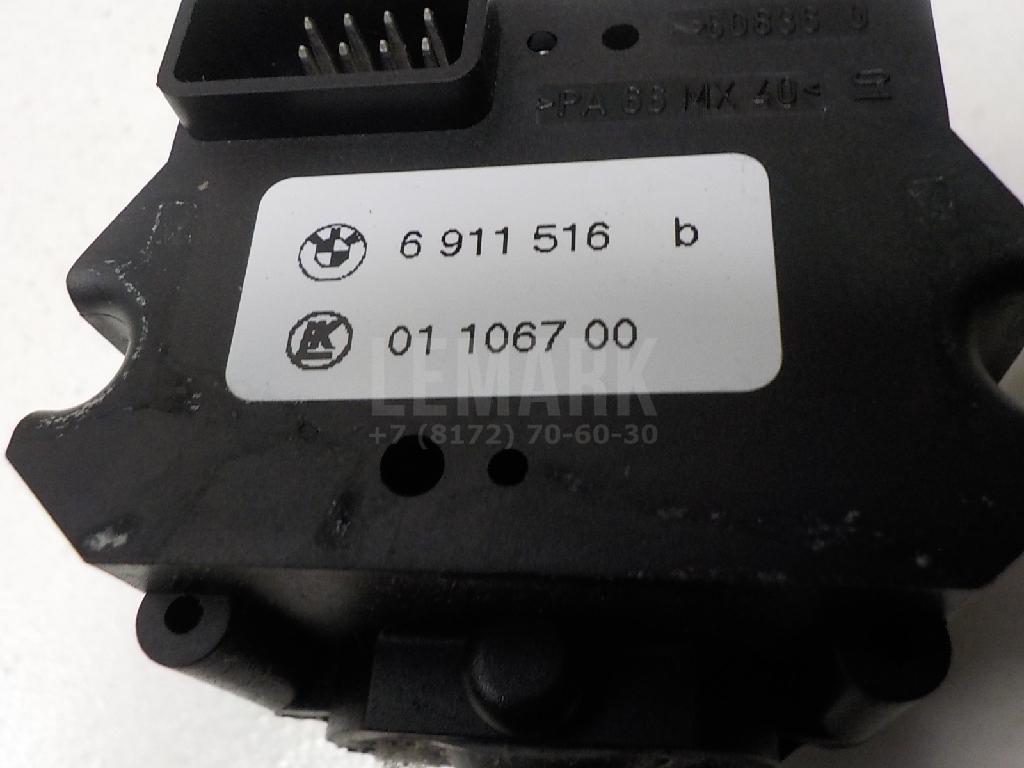 >PA 66 MX 40<
6 911 516 b
K
01 1067 00
LEMARK
+7 (8172) 70-60-30